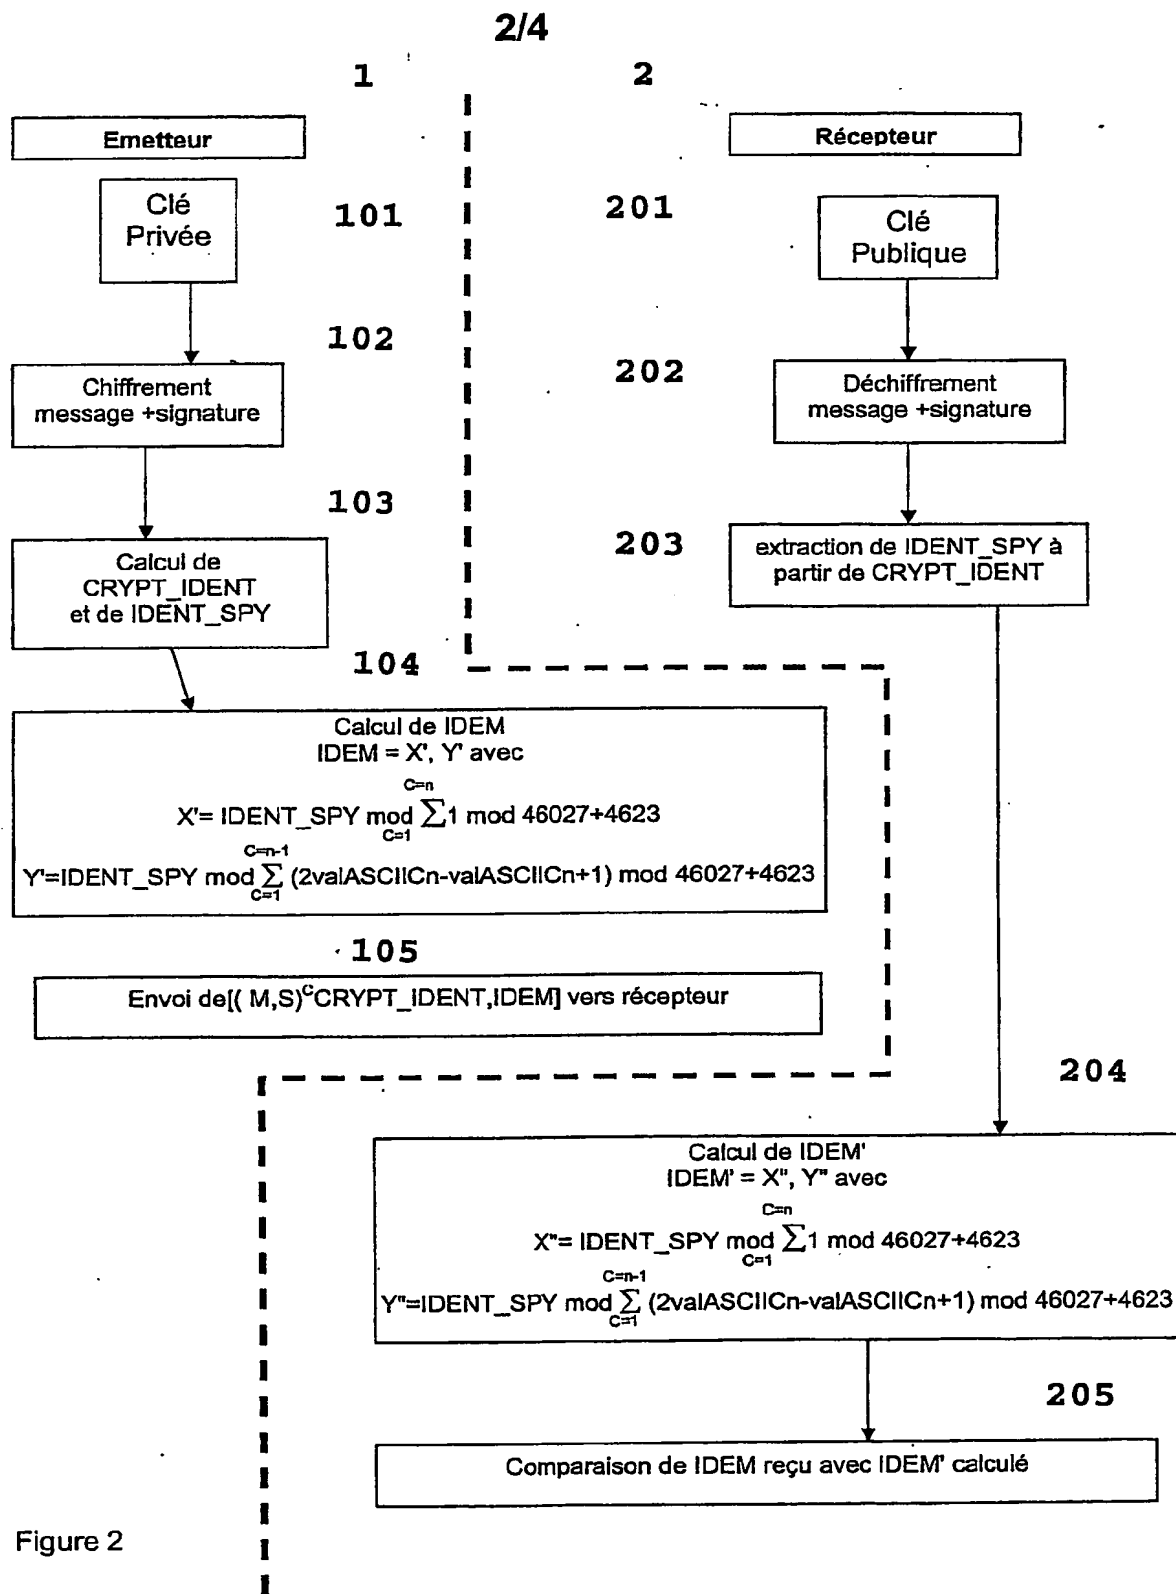 2/4
1
2
Emetteur
Récepteur
Clé
Privée
101
201
Clé
Publique
102
Chiffrement
message +signature
202
Déchiffrement
message +signature
103
Calcul de
CRYPT_IDENT
et de IDENT_SPY
203
extraction de IDENT_SPY à
partir de CRYPT_IDENT
104
Calcul de IDEM
IDEM = X', Y' avec
C=n
X'= IDENT_SPY mod ∑1 mod 46027+4623
C=1
C=n-1
Y'=IDENT_SPY mod ∑ (2valASCIICn-valASCIICn+1) mod 46027+4623
C=1
105
Envoi de[( M,S)^C CRYPT_IDENT,IDEM] vers récepteur
204
Calcul de IDEM'
IDEM' = X", Y" avec
C=n
X"= IDENT_SPY mod ∑1 mod 46027+4623
C=1
C=n-1
Y"=IDENT_SPY mod ∑ (2valASCIICn-valASCIICn+1) mod 46027+4623
C=1
205
Comparaison de IDEM reçu avec IDEM' calculé
Figure 2